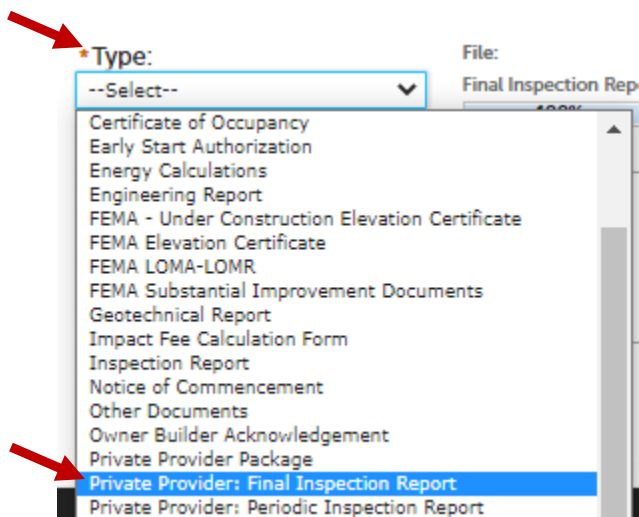 *Type:
File:
--Select--
Final Inspection
100%
Certificate of Occupancy
Early Start Authorization
Energy Calculations
Engineering Report
FEMA - Under Construction Elevation Certificate
FEMA Elevation Certificate
FEMA LOMA-LOMR
FEMA Substantial Improvement Documents
Geotechnical Report
Impact Fee Calculation Form
Inspection Report
Notice of Commencement
Other Documents
Owner Builder Acknowledgement
Private Provider Package
Private Provider: Final Inspection Report
Private Provider: Periodic Inspection Report